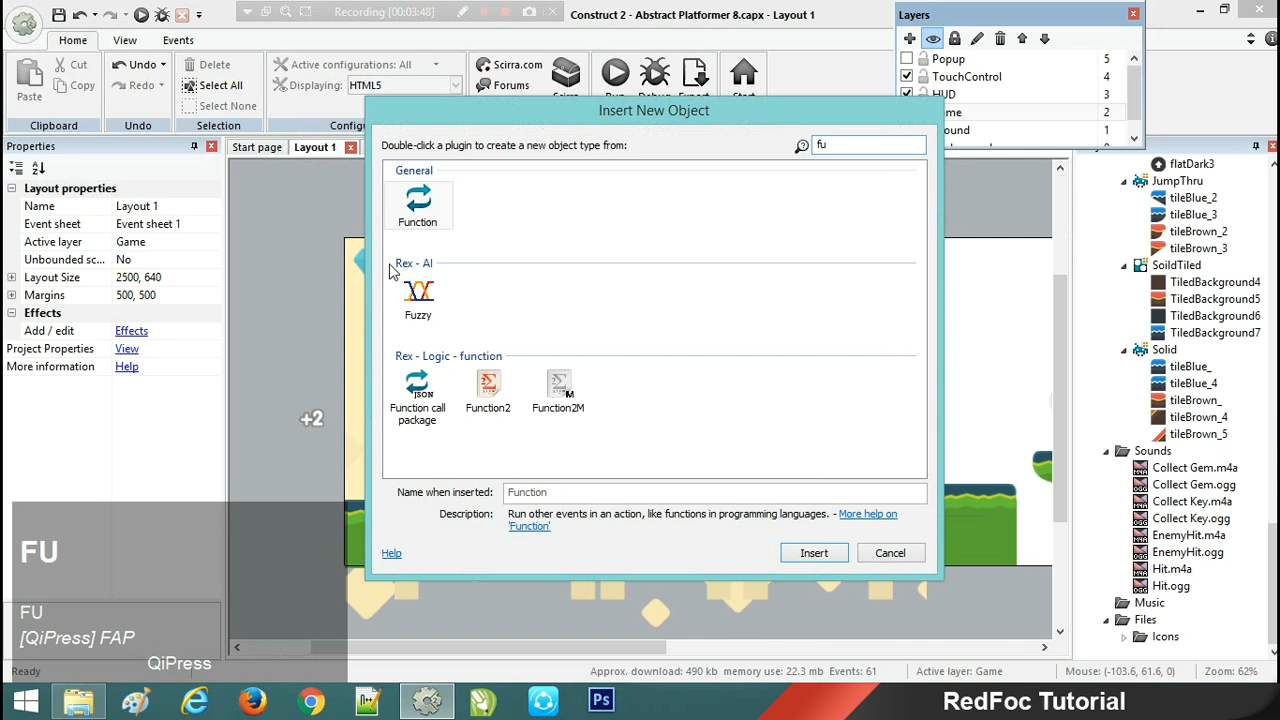 Recording [00:03:48]
Construct 2 - Abstract Platformer 8.capx - Layout 1
Home View Events
Paste
Cut
Copy
Clipboard
Undo
Redo
Undo
Delete
Select All
Select None
Selection
Active configurations: All
Displaying: HTML5
Scirra.com
Forums
Layers
Popup 5
TouchControl 4
HUD 3
ame 2
ound 1
Properties
Start page Layout 1
Layout properties
Name Layout 1
Event sheet Event sheet 1
Active layer Game
Unbounded sc... No
Layout Size 2500, 640
Margins 500, 500
Effects
Add / edit Effects
Project Properties View
More information Help
Insert New Object
Double-click a plugin to create a new object type from:
fu
General
Function
Rex - AI
Fuzzy
Rex - Logic - function
JSON
Function call
package
Function2
M
Function2M
Name when inserted: Function
Description: Run other events in an action, like functions in programming languages. - More help on
'Function'
Help
Insert
Cancel
flatDark3
JumpThru
tileBlue_2
tileBlue_3
tileBrown_2
tileBrown_3
SoildTiled
TiledBackground4
TiledBackground5
TiledBackground6
TiledBackground7
Solid
tileBlue_
tileBlue_4
tileBrown_
tileBrown_4
tileBrown_5
Sounds
Collect Gem.m4a
Collect Gem.ogg
Collect Key.m4a
Collect Key.ogg
EnemyHit.m4a
EnemyHit.ogg
Hit.m4a
Hit.ogg
Music
Files
Icons
+2
FU
FU
[QiPress] FAP
QiPress
Ready
Approx. download: 490 kb memory use: 22.3 mb Events: 61
Active layer: Game
Mouse: (-103.6, 61.6, 0)
Zoom: 62%
Ps
RedFoc Tutorial